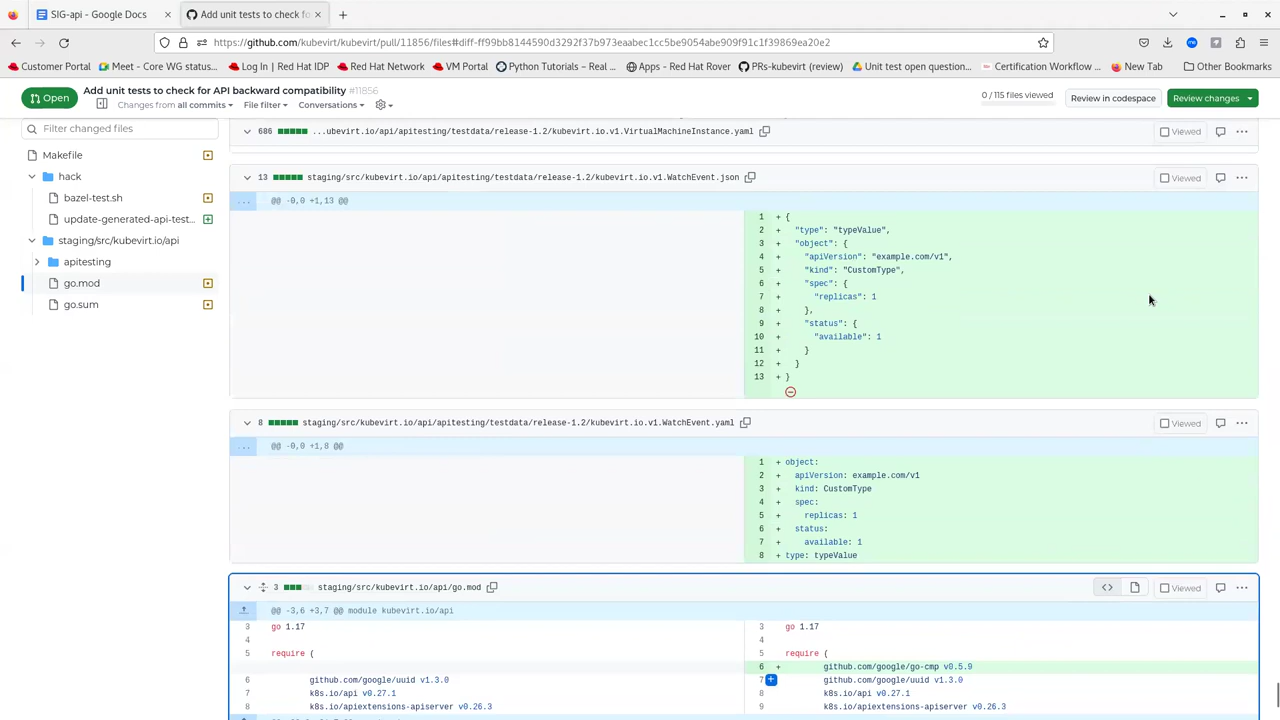 SIG-api - Google Docs
Add unit tests to check fo
https://github.com/kubevirt/kubevirt/pull/11856/files#diff-ff99bb8144590d3292f37b973eaabec1cc5be9054abe909f91c1f39869ea20e2
Customer Portal
Meet - Core WG status...
Log In | Red Hat IDP
Red Hat Network
VM Portal
Python Tutorials – Real ...
Apps - Red Hat Rover
PRs-kubevirt (review)
Unit test open question...
Certification Workflow ...
New Tab
Other Bookmarks
Open
Add unit tests to check for API backward compatibility #11856
Changes from all commits
File filter
Conversations
0 / 115 files viewed
Review in codespace
Review changes
Filter changed files
Makefile
hack
bazel-test.sh
update-generated-api-test...
staging/src/kubevirt.io/api
apitesting
go.mod
go.sum
686 ...ubevirt.io/api/apitesting/testdata/release-1.2/kubevirt.io.v1.VirtualMachineInstance.yaml
Viewed
13 staging/src/kubevirt.io/api/apitesting/testdata/release-1.2/kubevirt.io.v1.WatchEvent.json
Viewed
... @@ -0,0 +1,13 @@
1 + {
2 + "type": "typeValue",
3 + "object": {
4 + "apiVersion": "example.com/v1",
5 + "kind": "CustomType",
6 + "spec": {
7 + "replicas": 1
8 + },
9 + "status": {
10 + "available": 1
11 + }
12 + }
13 + }
8 staging/src/kubevirt.io/api/apitesting/testdata/release-1.2/kubevirt.io.v1.WatchEvent.yaml
Viewed
... @@ -0,0 +1,8 @@
1 + object:
2 + apiVersion: example.com/v1
3 + kind: CustomType
4 + spec:
5 + replicas: 1
6 + status:
7 + available: 1
8 + type: typeValue
3 staging/src/kubevirt.io/api/go.mod
Viewed
@@ -3,6 +3,7 @@ module kubevirt.io/api
3 go 1.17 3 go 1.17
4 4
5 require ( 5 require (
6 + github.com/google/go-cmp v0.5.9
6 github.com/google/uuid v1.3.0 7 github.com/google/uuid v1.3.0
7 k8s.io/api v0.27.1 8 k8s.io/api v0.27.1
8 k8s.io/apiextensions-apiserver v0.26.3 9 k8s.io/apiextensions-apiserver v0.26.3